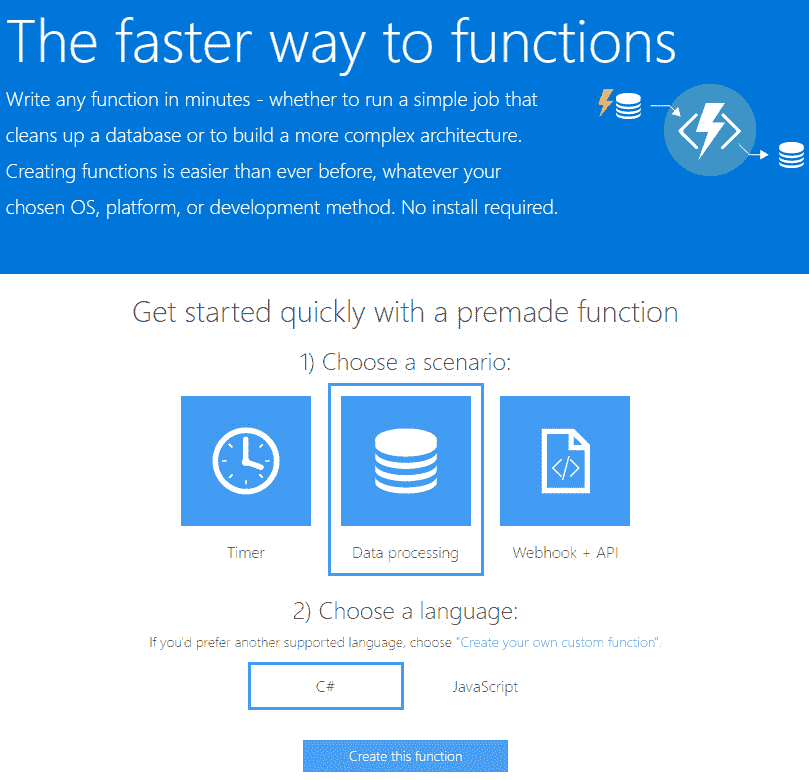 The faster way to functions
Write any function in minutes - whether to run a simple job that
cleans up a database or to build a more complex architecture.
Creating functions is easier than ever before, whatever your
chosen OS, platform, or development method. No install required.
Get started quickly with a premade function
1) Choose a scenario:
Timer
Data processing
</>
Webhook + API
2) Choose a language:
If you'd prefer another supported language, choose "Create your own custom function".
C#
JavaScript
Create this function